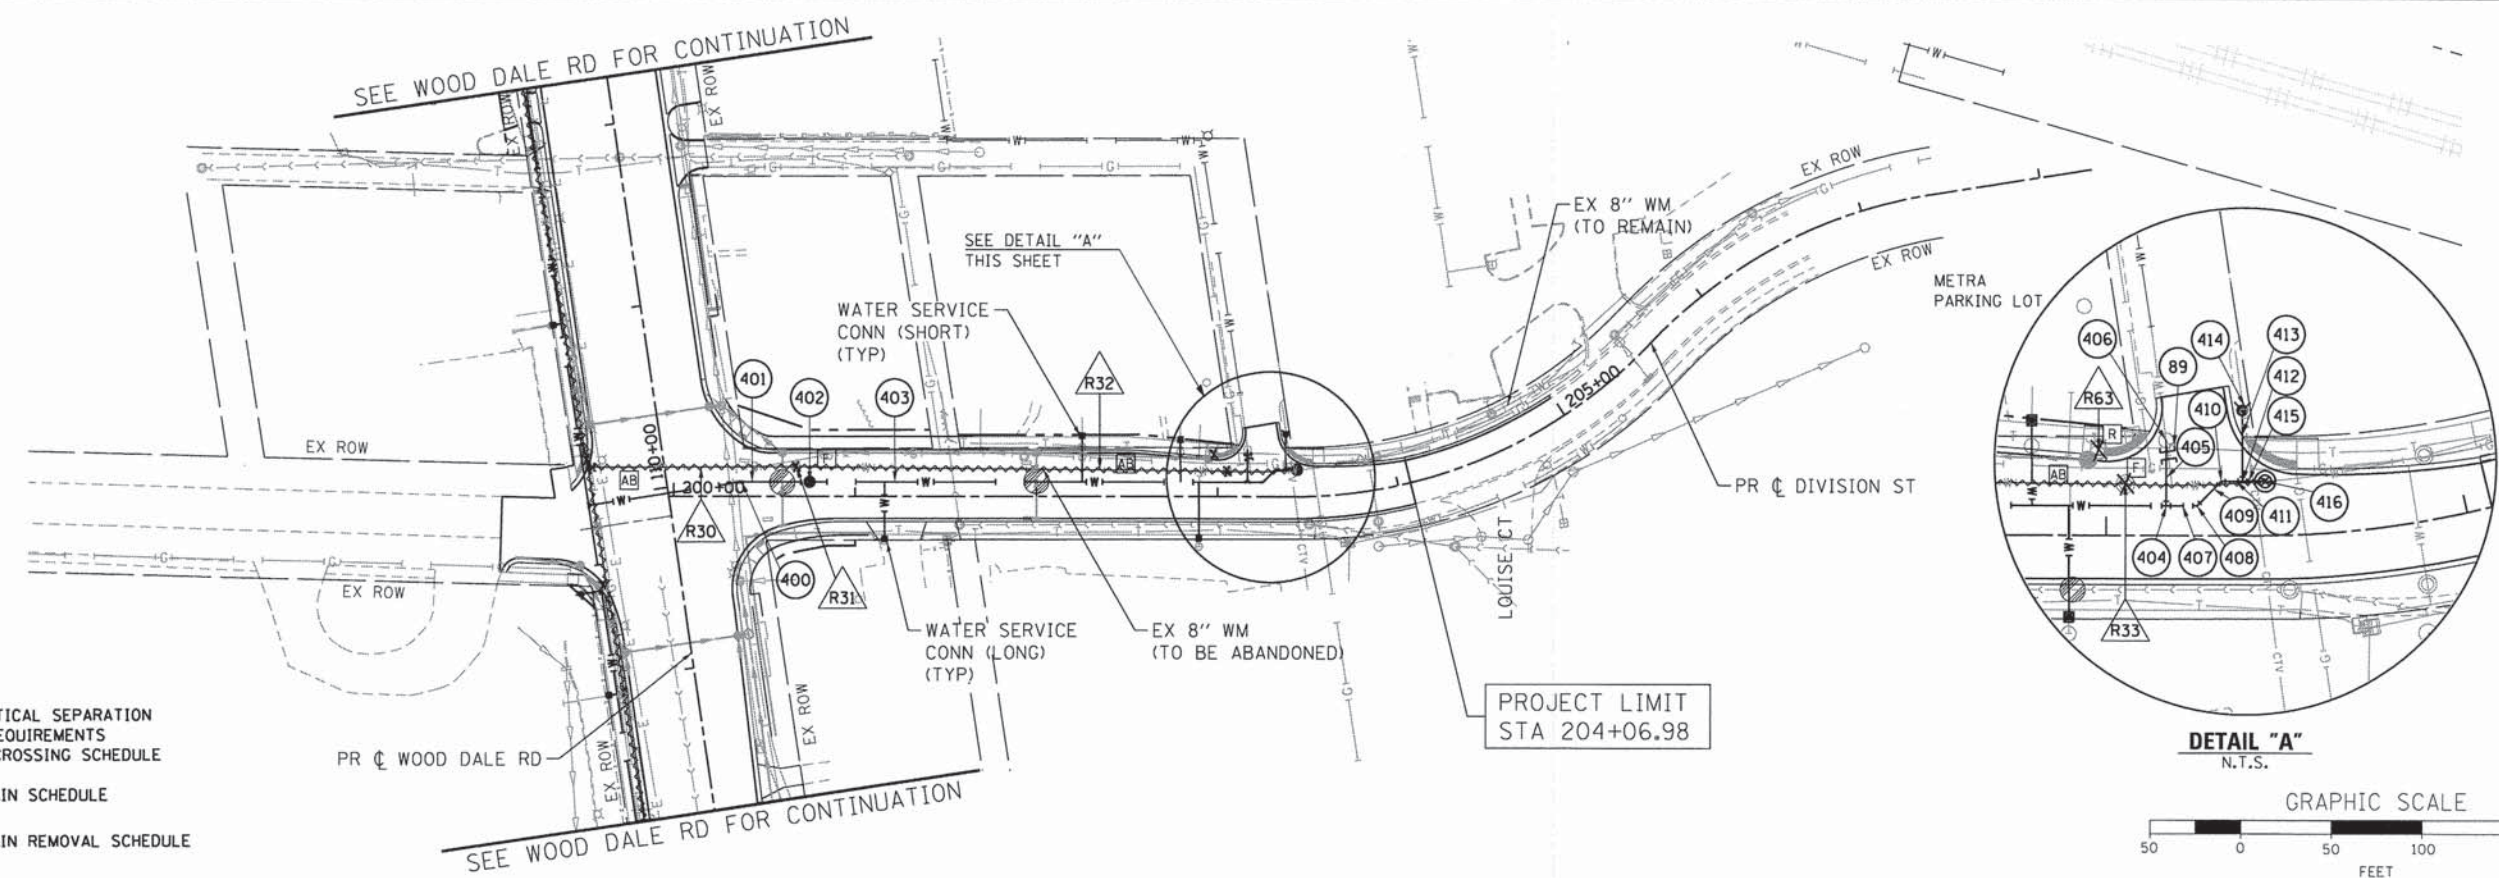 SEE WOOD DALE RD FOR CONTINUATION
EX ROW
EX ROW
EX ROW
EX 8" WM
(TO REMAIN)
SEE DETAIL "A"
THIS SHEET
EX ROW
METRA
PARKING LOT
WATER SERVICE
CONN (SHORT)
(TYP)
401
402
403
R32
205+00
406
414
413
89
412
R63
410
415
R
405
F
AB
EX ROW
110+00
AB
200+00
AB
R30
PR ℄ DIVISION ST
416
409
411
404
407
408
400
R31
EX ROW
LOUISE CT
CTV
CTV
R33
WATER SERVICE
CONN (LONG)
(TYP)
EX 8" WM
(TO BE ABANDONED)
PROJECT LIMIT
STA 204+06.98
TICAL SEPARATION
EQUIREMENTS
CROSSING SCHEDULE
IN SCHEDULE
IN REMOVAL SCHEDULE
PR ℄ WOOD DALE RD
EX ROW
EX ROW
SEE WOOD DALE RD FOR CONTINUATION
DETAIL "A"
N.T.S.
GRAPHIC SCALE
50 0 50 100
FEET